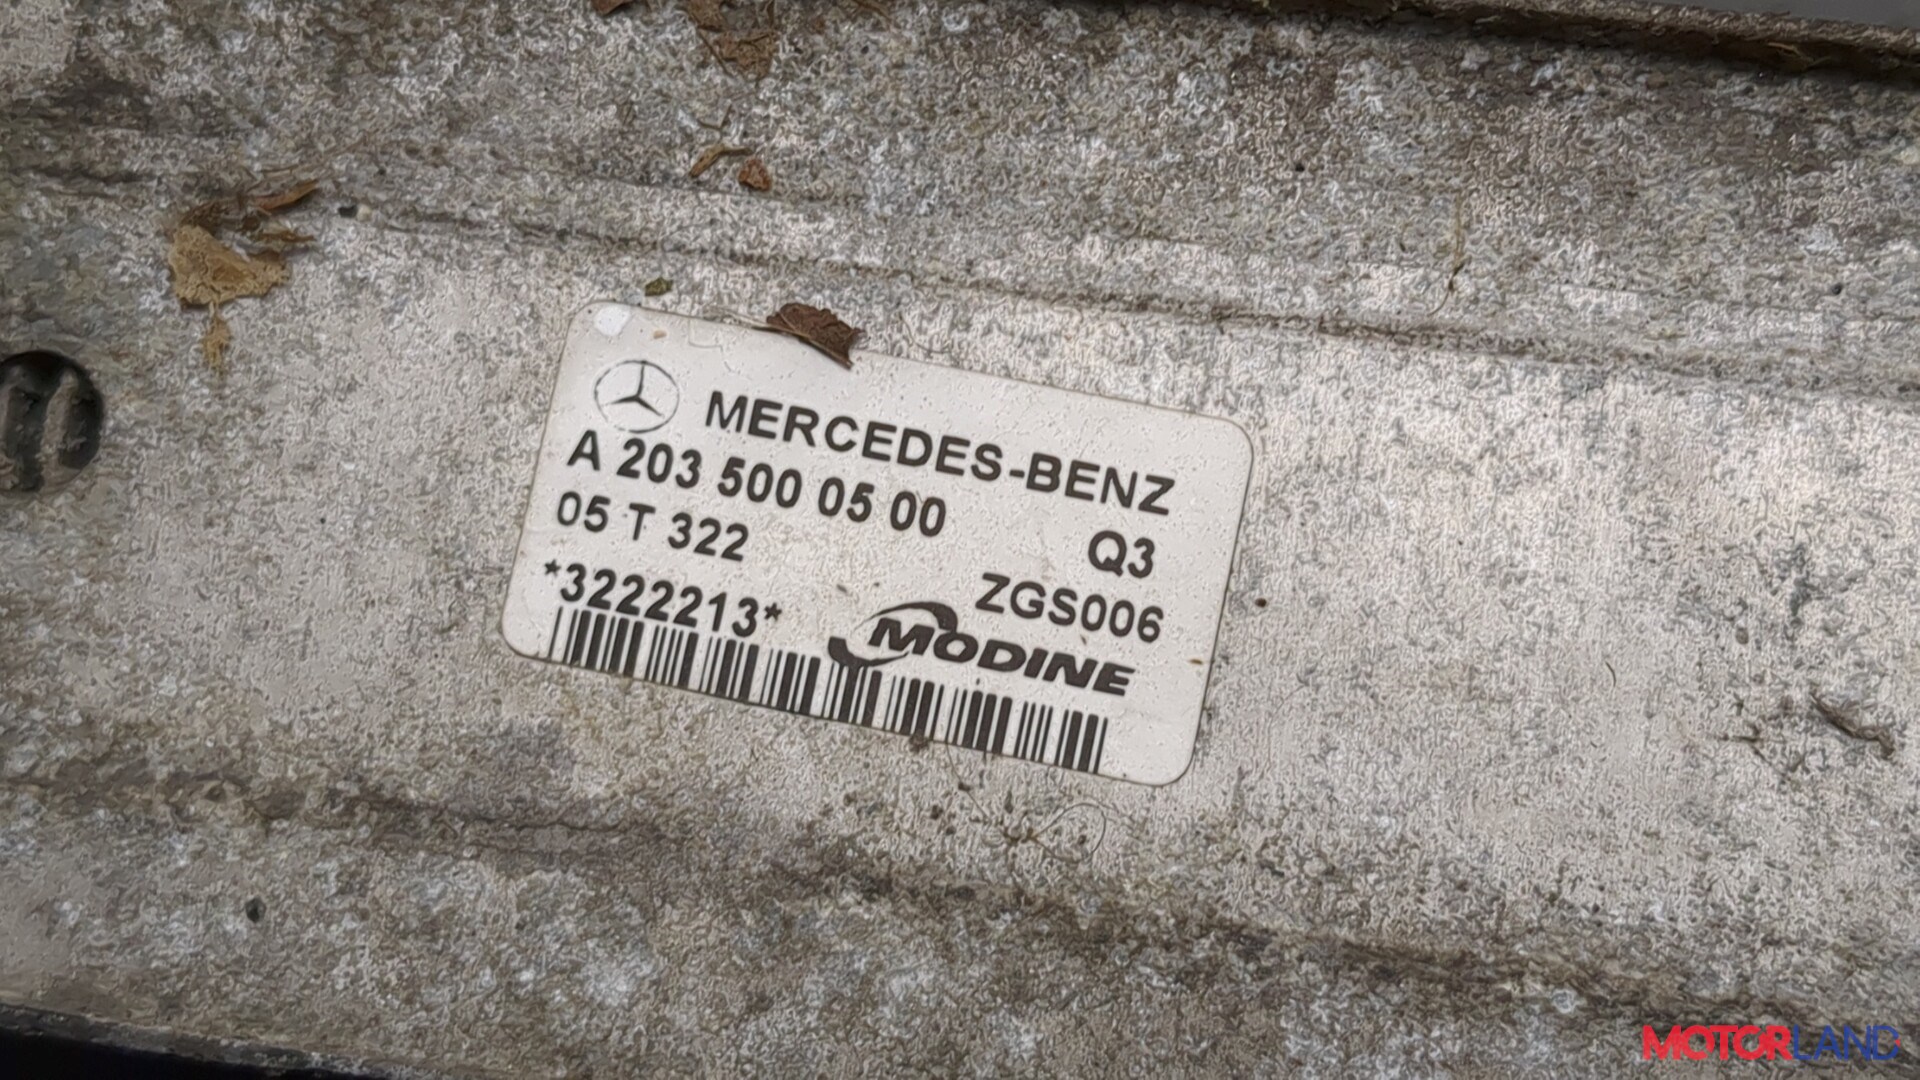 MERCEDES-BENZ
A 203 500 05 00
Q3
05 T 322
ZGS006
*3222213*
MODINE
MOTORLAND